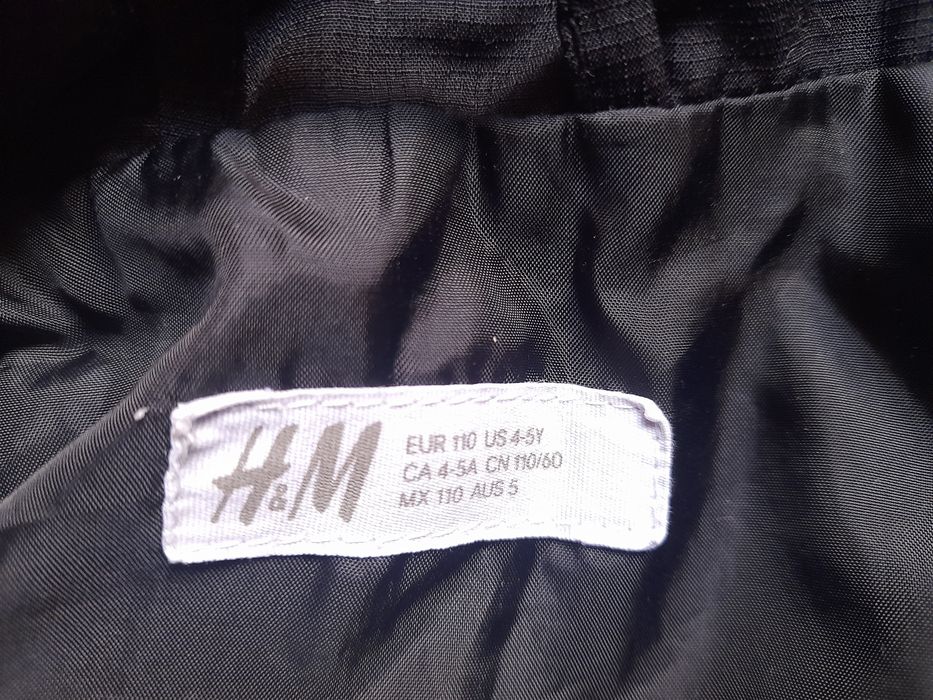 H&M
EUR 110 US 4-5Y
CA 4-5A CN 110/60
MX 110 AUS 5